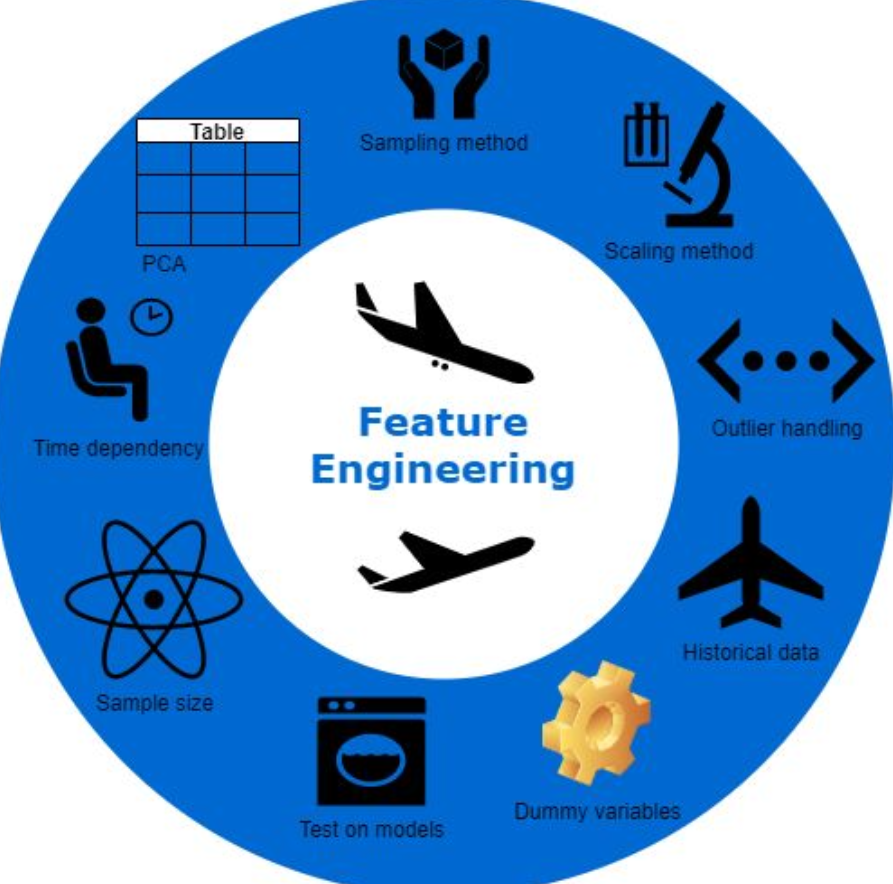 Sampling method
Table
PCA
Scaling method
Time dependency
Feature
Engineering
Outlier handling
Historical data
Sample size
Dummy variables
Test on models